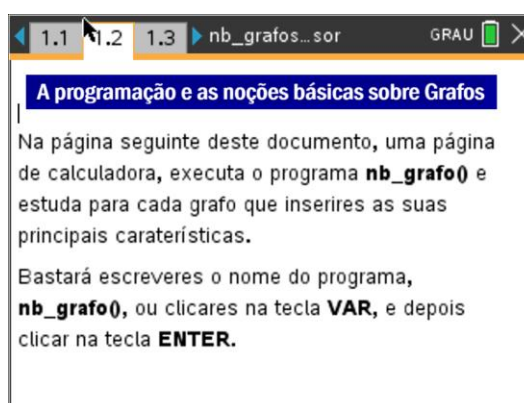 1.1 1.2 1.3 nb_grafos…sor GRAU
A programação e as noções básicas sobre Grafos
Na página seguinte deste documento, uma página
de calculadora, executa o programa nb_grafo() e
estuda para cada grafo que inserires as suas
principais caraterísticas.
Bastará escreveres o nome do programa,
nb_grafo(), ou clicares na tecla VAR, e depois
clicar na tecla ENTER.